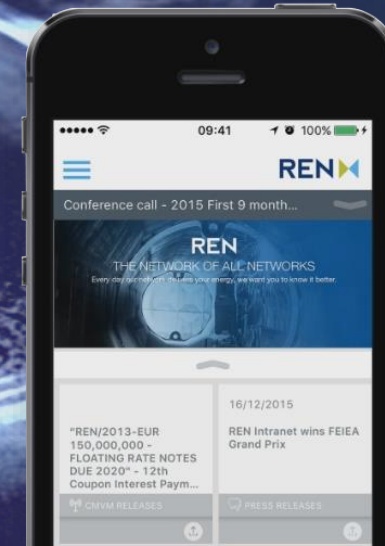 09:41
100%
REN
Conference call - 2015 First 9 month...
REN
THE NETWORK OF ALL NETWORKS
Every day our network delivers your energy, we want you to know it better.
"REN/2013-EUR
150,000,000 -
FLOATING RATE NOTES
DUE 2020" - 12th
Coupon Interest Paym...
CMVM RELEASES
16/12/2015
REN Intranet wins FEIEA
Grand Prix
PRESS RELEASES